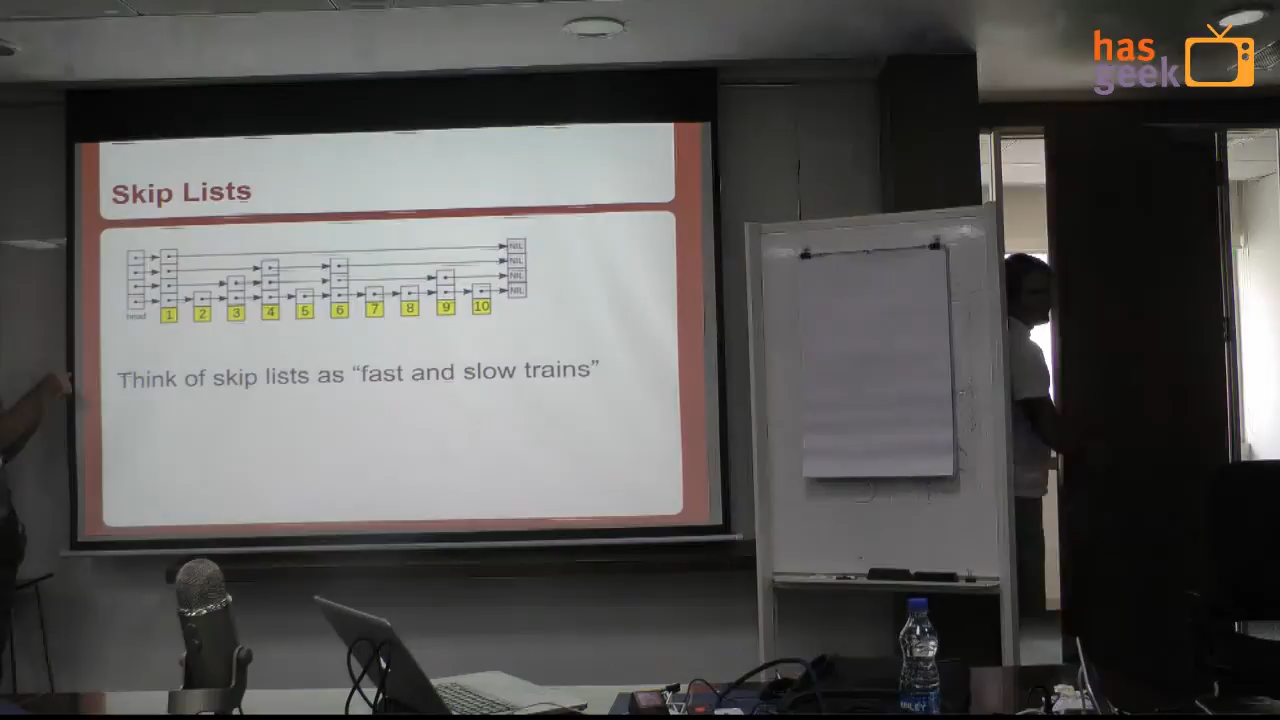 has
geek
Skip Lists
NIL
NIL
NIL
NIL
head
1 2 3 4 5 6 7 8 9 10
Think of skip lists as “fast and slow trains”